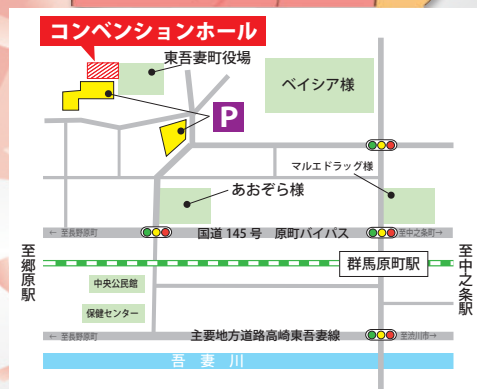 コンベンションホール
東吾妻町役場
ベイシア様
P
マルエドラッグ様
あおぞら様
← 至長野原町
国道 145 号　原町バイパス
至中之条町→
至郷原駅
群馬原町駅
至中之条駅
中央公民館
保健センター
← 至長野原町
主要地方道路高崎東吾妻線
至渋川市→
吾妻川